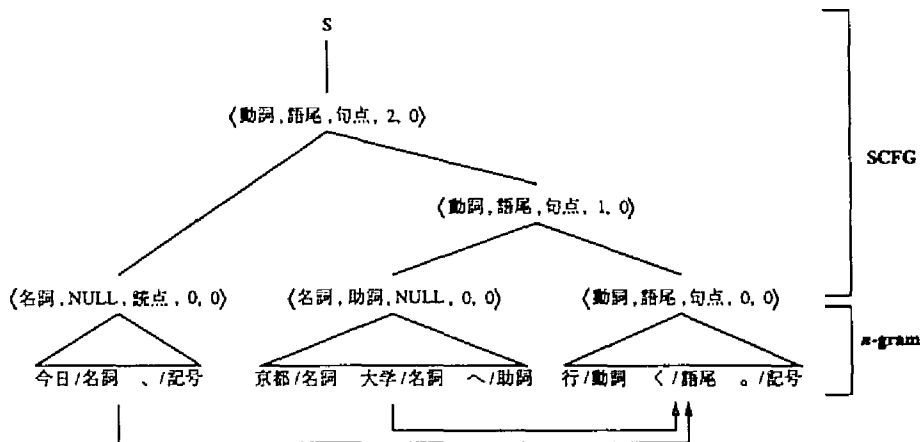 S
〈動詞, 語尾, 句点, 2, 0〉
SCFG
〈動詞, 語尾, 句点, 1, 0〉
〈名詞, NULL, 読点, 0, 0〉 〈名詞, 助詞, NULL, 0, 0〉 〈動詞, 語尾, 句点, 0, 0〉
n-gram
今日/名詞 、/記号 京都/名詞 大学/名詞 へ/助詞 行/動詞 く/語尾 。/記号